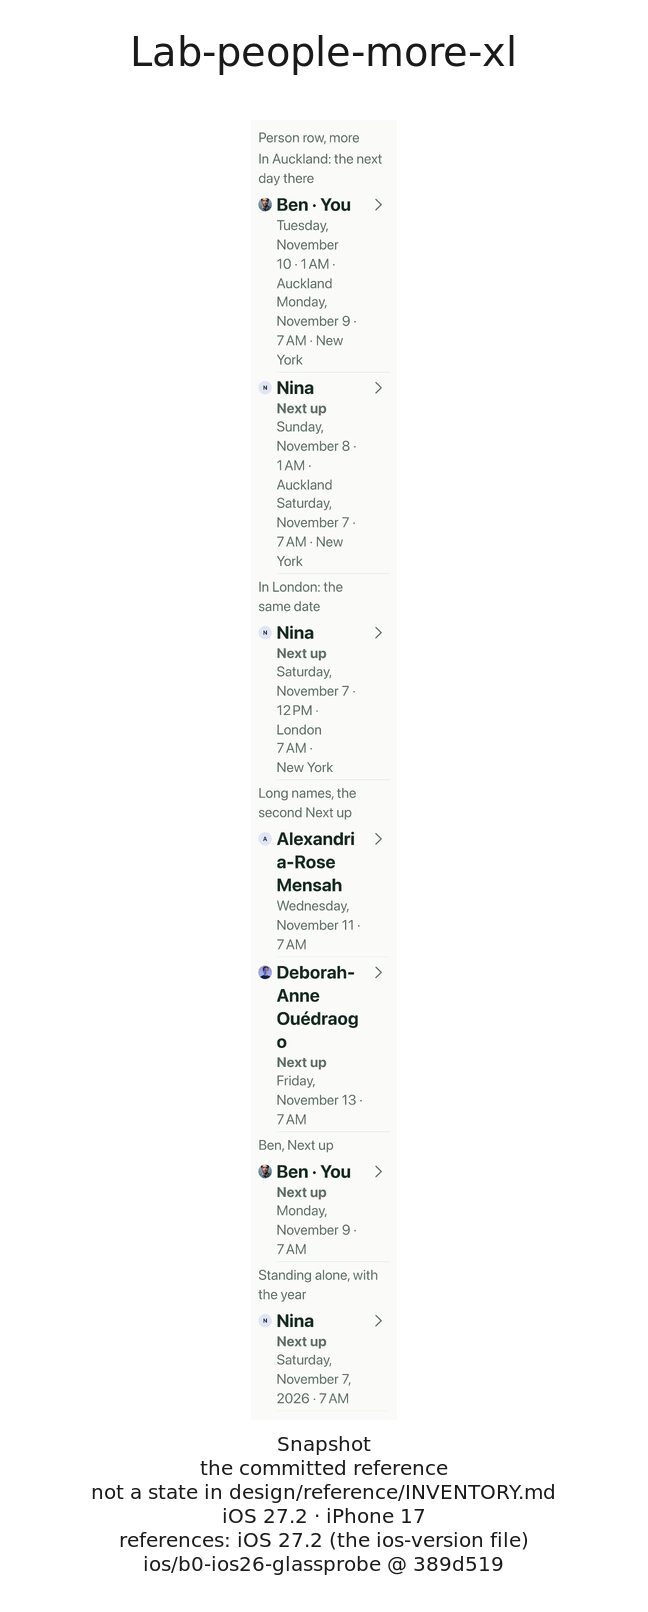 Lab-people-more-xl
Person row, more
In Auckland: the next
day there
Ben · You
Tuesday,
November
10 · 1 AM ·
Auckland
Monday,
November 9 ·
7 AM · New
York
N
Nina
Next up
Sunday,
November 8 ·
1 AM ·
Auckland
Saturday,
November 7 ·
7 AM · New
York
In London: the
same date
N
Nina
Next up
Saturday,
November 7 ·
12 PM ·
London
7 AM ·
New York
Long names, the
second Next up
A
Alexandri
a-Rose
Mensah
Wednesday,
November 11 ·
7 AM
Deborah-
Anne
Ouédraog
o
Next up
Friday,
November 13 ·
7 AM
Ben, Next up
Ben · You
Next up
Monday,
November 9 ·
7 AM
Standing alone, with
the year
N
Nina
Next up
Saturday,
November 7,
2026 · 7 AM
Snapshot
the committed reference
not a state in design/reference/INVENTORY.md
iOS 27.2 · iPhone 17
references: iOS 27.2 (the ios-version file)
ios/b0-ios26-glassprobe @ 389d519